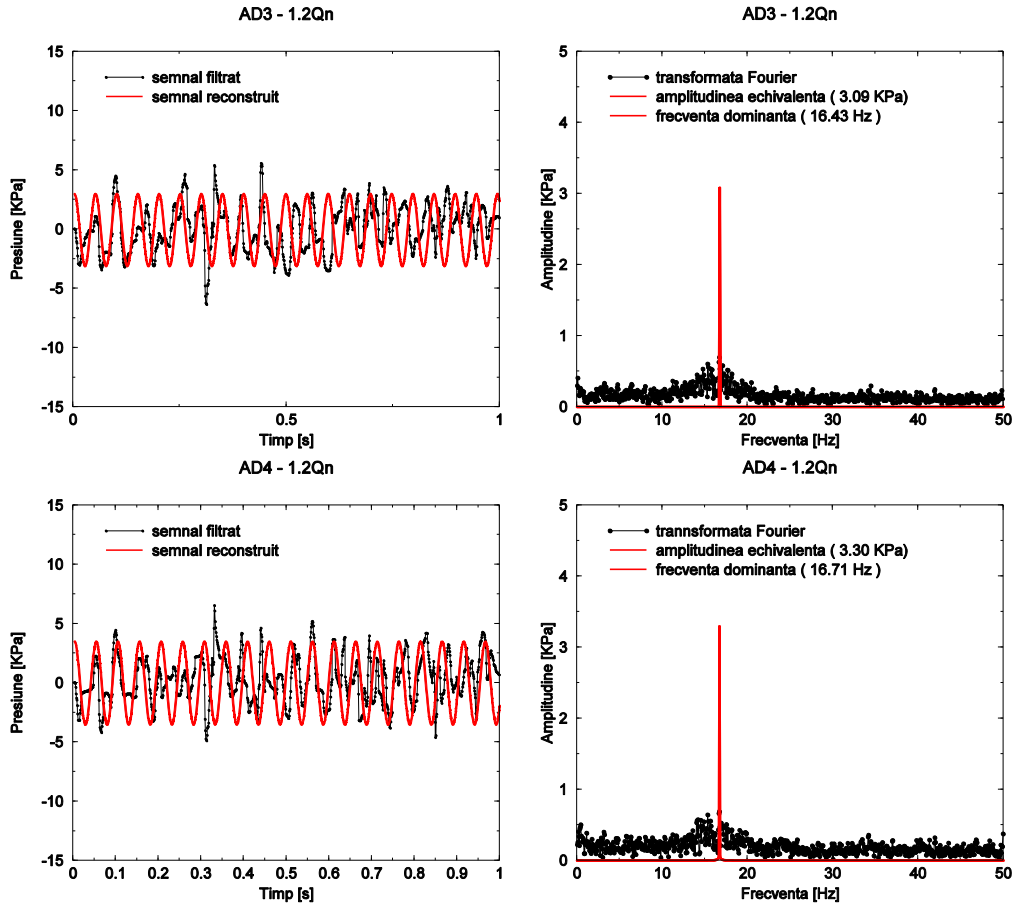 AD3 - 1.2Qn
15
10
5
0
-5
-10
-15
Presiune [KPa]
semnal filtrat
semnal reconstruit
0
0.5
1
Timp [s]
AD3 - 1.2Qn
5
4
3
2
1
0
Amplitudine [KPa]
transformata Fourier
amplitudinea echivalenta ( 3.09 KPa)
frecventa dominanta ( 16.43 Hz )
0 10 20 30 40 50
Frecventa [Hz]
AD4 - 1.2Qn
15
10
5
0
-5
-10
-15
Presiune [KPa]
semnal filtrat
semnal reconstruit
0 0.1 0.2 0.3 0.4 0.5 0.6 0.7 0.8 0.9 1
Timp [s]
AD4 - 1.2Qn
5
4
3
2
1
0
Amplitudine [KPa]
trannsformata Fourier
amplitudinea echivalenta ( 3.30 KPa)
frecventa dominanta ( 16.71 Hz )
0 10 20 30 40 50
Frecventa [Hz]